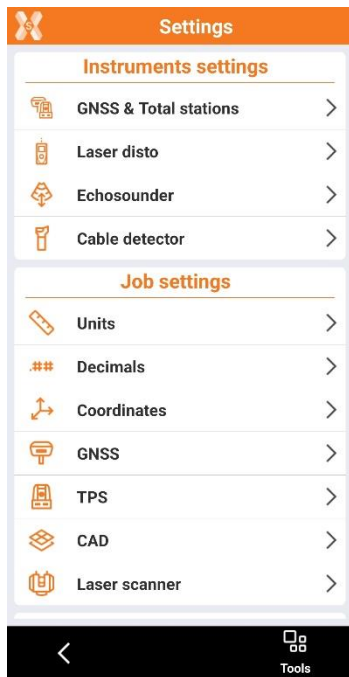 Settings
Instruments settings
GNSS & Total stations
Laser disto
Echosounder
Cable detector
Job settings
Units
.## Decimals
Coordinates
GNSS
TPS
CAD
Laser scanner
Tools